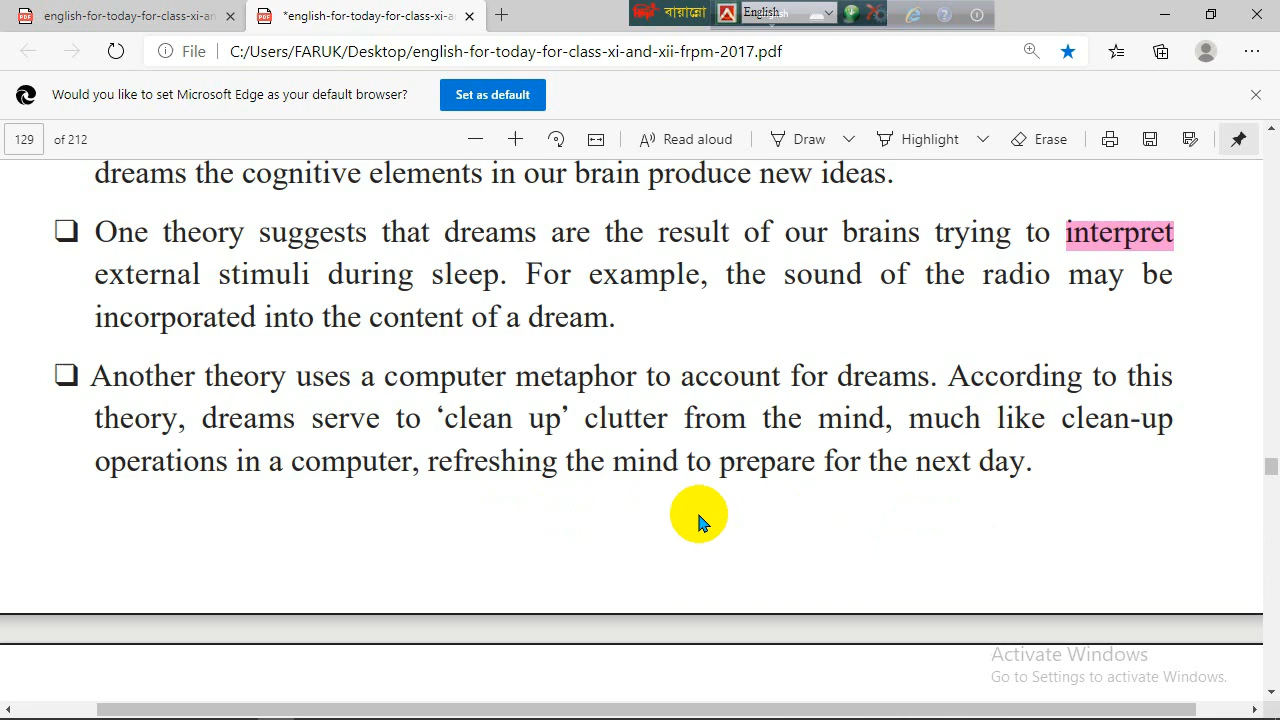 english-for-today-for-class-xi-an
*english-for-today-for-class-xi-a
বায়ান্নো
English
File
C:/Users/FARUK/Desktop/english-for-today-for-class-xi-and-xii-frpm-2017.pdf
Would you like to set Microsoft Edge as your default browser?
Set as default
129 of 212
Read aloud
Draw
Highlight
Erase
dreams the cognitive elements in our brain produce new ideas.
❑ One theory suggests that dreams are the result of our brains trying to interpret
external stimuli during sleep. For example, the sound of the radio may be
incorporated into the content of a dream.
❑ Another theory uses a computer metaphor to account for dreams. According to this
theory, dreams serve to ‘clean up’ clutter from the mind, much like clean-up
operations in a computer, refreshing the mind to prepare for the next day.
Activate Windows
Go to Settings to activate Windows.